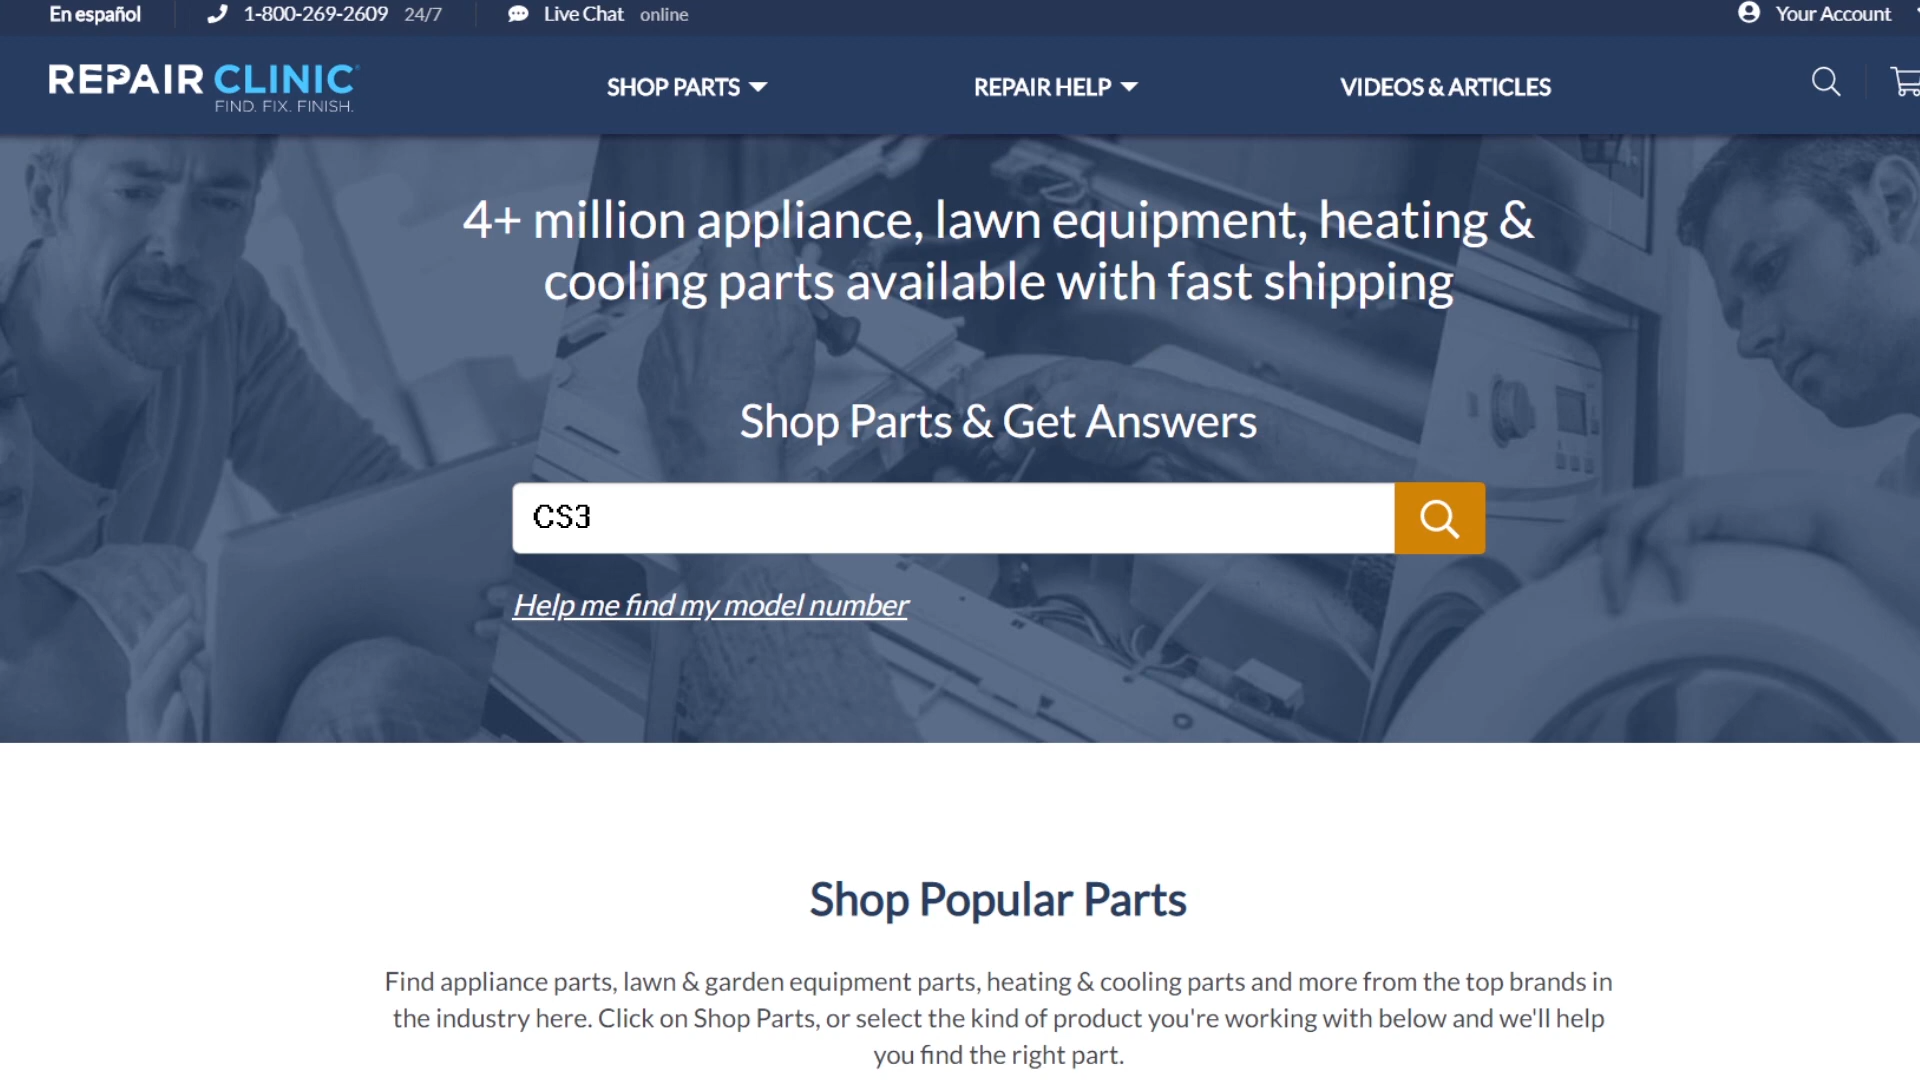 En español 1-800-269-2609 24/7 Live Chat online Your Account
REPAIR CLINIC
FIND. FIX. FINISH.
SHOP PARTS REPAIR HELP VIDEOS & ARTICLES
4+ million appliance, lawn equipment, heating &
cooling parts available with fast shipping
Shop Parts & Get Answers
CS3
Help me find my model number
Shop Popular Parts
Find appliance parts, lawn & garden equipment parts, heating & cooling parts and more from the top brands in
the industry here. Click on Shop Parts, or select the kind of product you're working with below and we'll help
you find the right part.